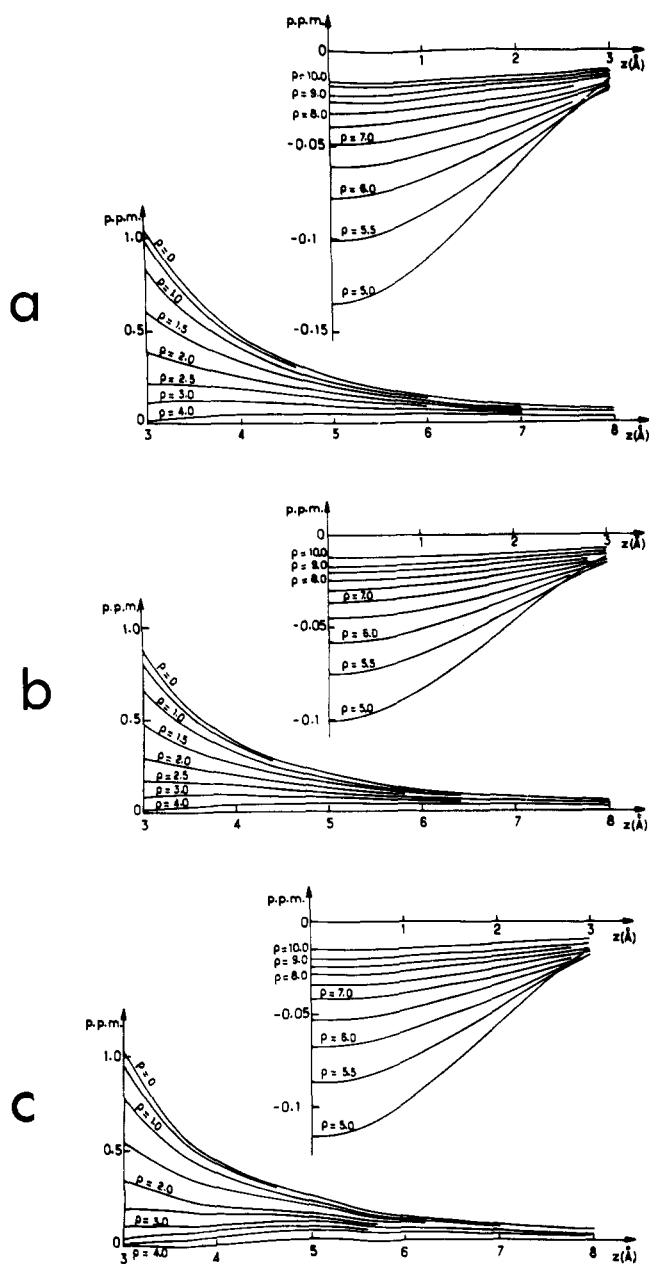 p.p.m.
0
1
2
3
z(Å)
ρ=10.0
ρ=9.0
ρ=8.0
ρ = 7.0
-0.05
ρ = 6.0
ρ = 5.5
-0.1
ρ = 5.0
-0.15
p.p.m.
1.0
ρ=0
ρ=1.0
ρ=1.5
0.5
ρ = 2.0
ρ = 2.5
ρ = 3.0
ρ = 4.0
0
3
4
5
6
7
8
z(Å)
a
p.p.m.
0
1
2
3
z(Å)
ρ=10.0
ρ=9.0
ρ=8.0
ρ = 7.0
-0.05
ρ = 6.0
ρ = 5.5
-0.1
ρ = 5.0
p.p.m.
1.0
ρ=0
ρ=1.0
ρ=1.5
0.5
ρ = 2.0
ρ = 2.5
ρ = 3.0
ρ = 4.0
0
3
4
5
6
7
8
z(Å)
b
p.p.m.
0
1
2
3
z(Å)
ρ=10.0
ρ=9.0
ρ=8.0
ρ = 7.0
-0.05
ρ = 6.0
ρ = 5.5
-0.1
ρ = 5.0
p.p.m.
1.0
ρ=0
ρ=1.0
0.5
ρ = 2.0
ρ = 3.0
ρ = 4.0
0
3
4
5
6
7
8
z(Å)
c